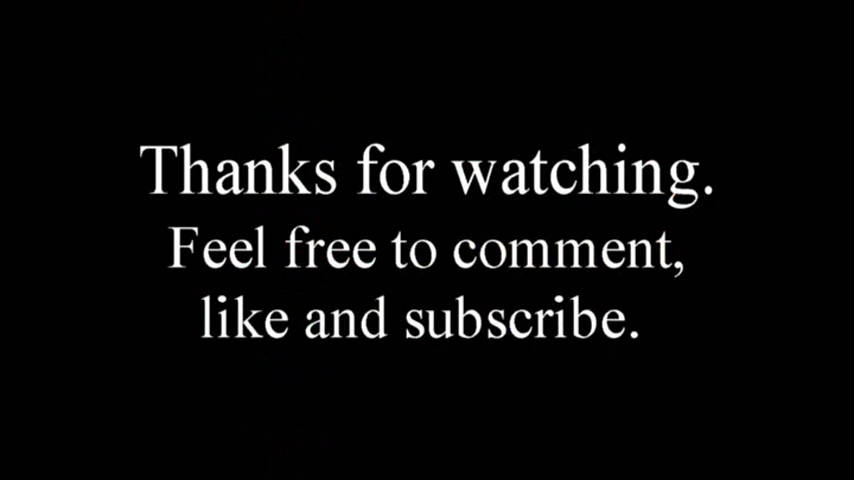 Thanks for watching.
Feel free to comment,
like and subscribe.